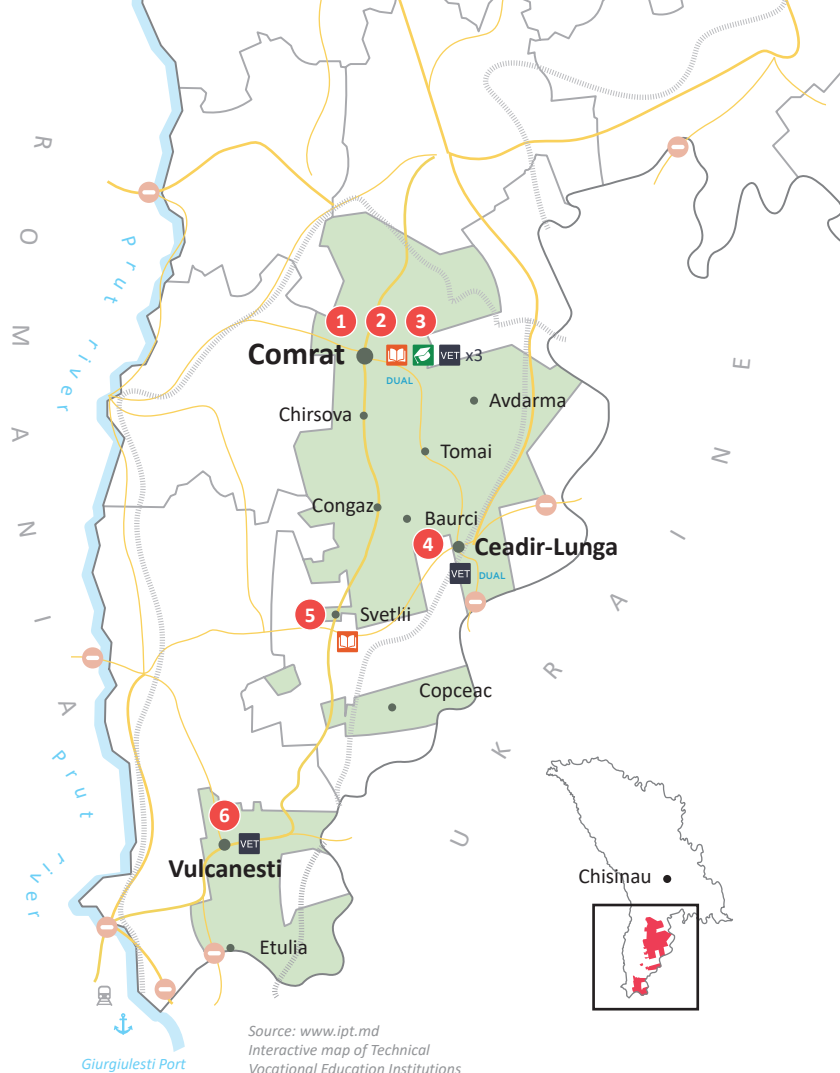 ROMANIA
Prut river
1
2
3
Comrat
VET
x3
DUAL
Avdarma
Chirsova
Tomai
UKRAINE
Congaz
Baurci
4
Ceadir-Lunga
VET
DUAL
5
Svetlii
Copceac
Prut river
6
VET
Vulcanesti
Chisinau
Etulia
Giurgiulesti Port
Source: www.ipt.md
Interactive map of Technical
Vocational Education Institutions